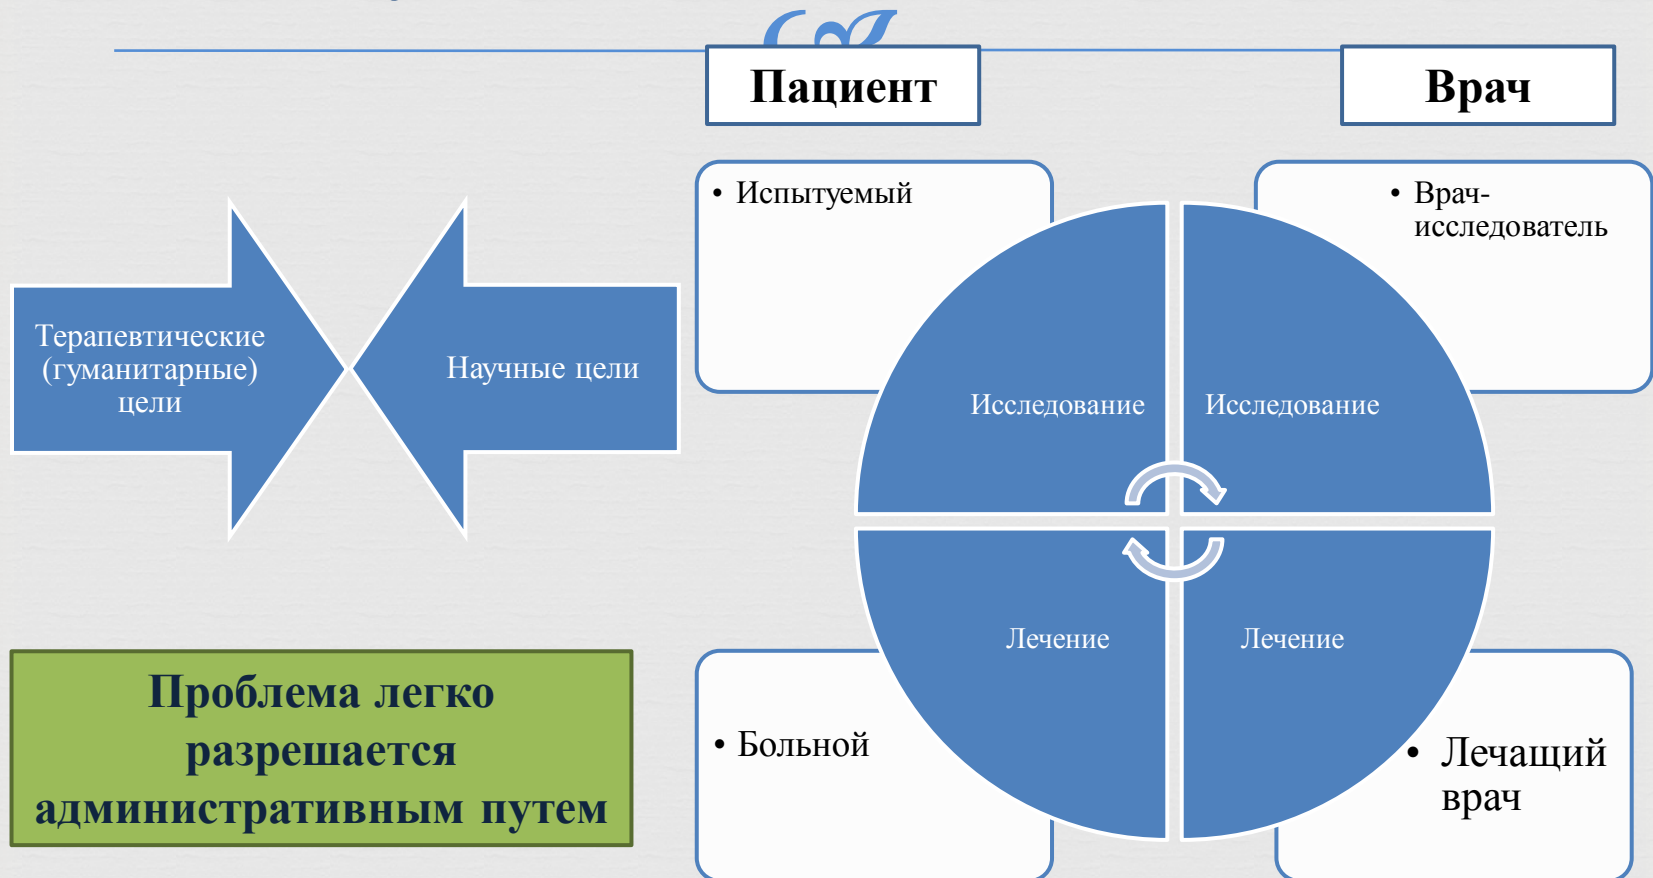 Пациент
Врач
• Испытуемый
• Врач-
исследователь
Терапевтические
(гуманитарные)
цели
Научные цели
Исследование
Исследование
Лечение
Лечение
Проблема легко
разрешается
административным путем
• Больной
• Лечащий
врач